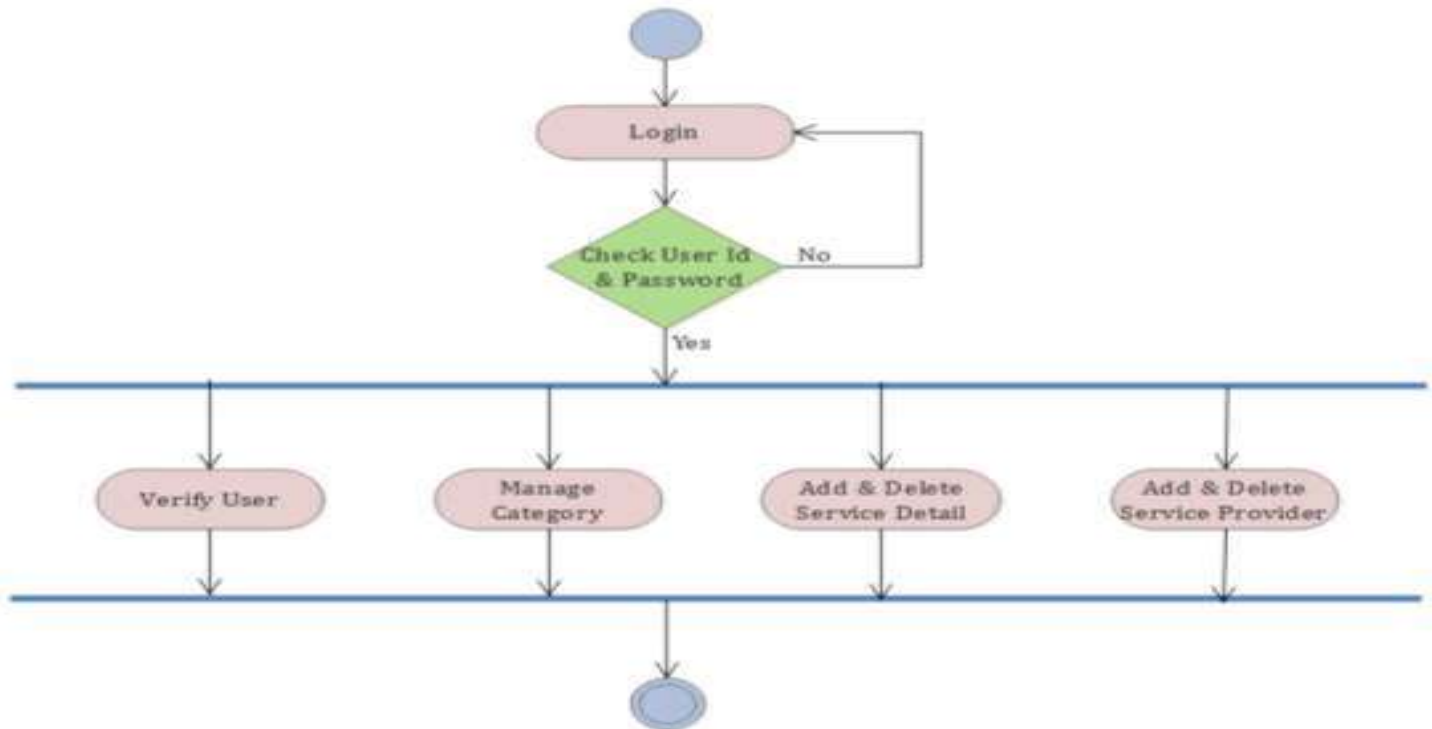 Login
Check User Id
& Password
No
Yes
Verify User
Manage
Category
Add & Delete
Service Detail
Add & Delete
Service Provider